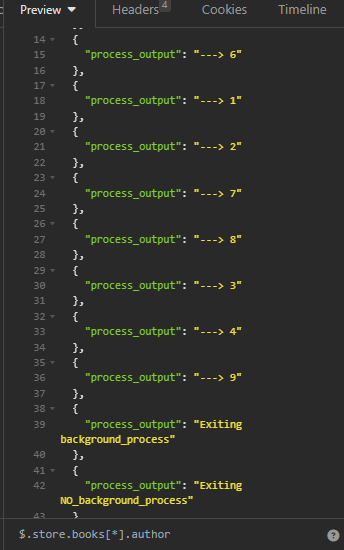 Preview Headers 4 Cookies Timeline
14 {
15 "process_output": "---> 6"
16 },
17 {
18 "process_output": "---> 1"
19 },
20 {
21 "process_output": "---> 2"
22 },
23 {
24 "process_output": "---> 7"
25 },
26 {
27 "process_output": "---> 8"
28 },
29 {
30 "process_output": "---> 3"
31 },
32 {
33 "process_output": "---> 4"
34 },
35 {
36 "process_output": "---> 9"
37 },
38 {
39 "process_output": "Exiting
background_process"
40 },
41 {
42 "process_output": "Exiting
NO_background_process"
43 }
$.store.books[*].author